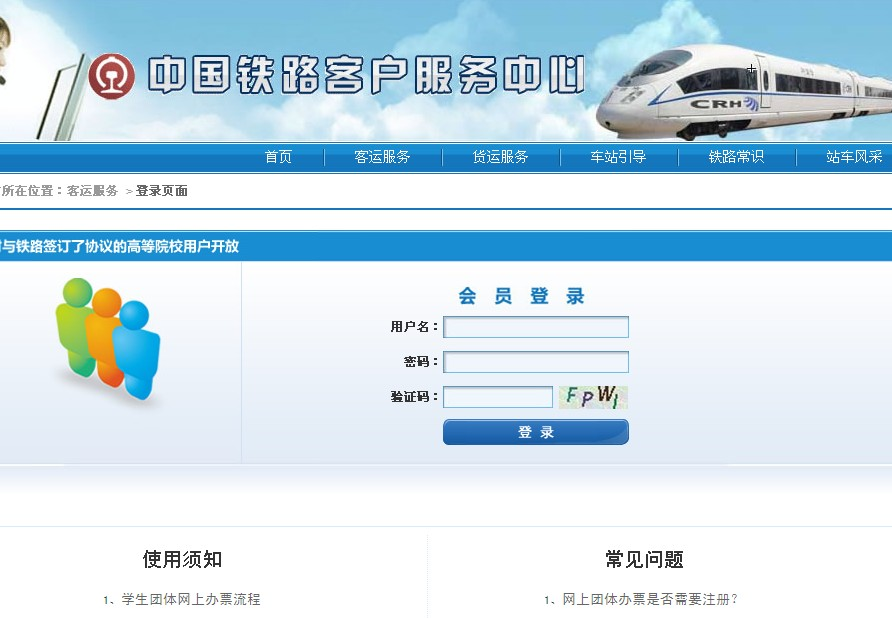 中国铁路客户服务中心
CRH
首页 客运服务 货运服务 车站引导 铁路常识 站车风采
所在位置：客运服务 > 登录页面
与铁路签订了协议的高等院校用户开放
会员登录
用户名：
密码：
验证码： FPWj
登 录
使用须知 常见问题
1、学生团体网上办票流程 1、网上团体办票是否需要注册？